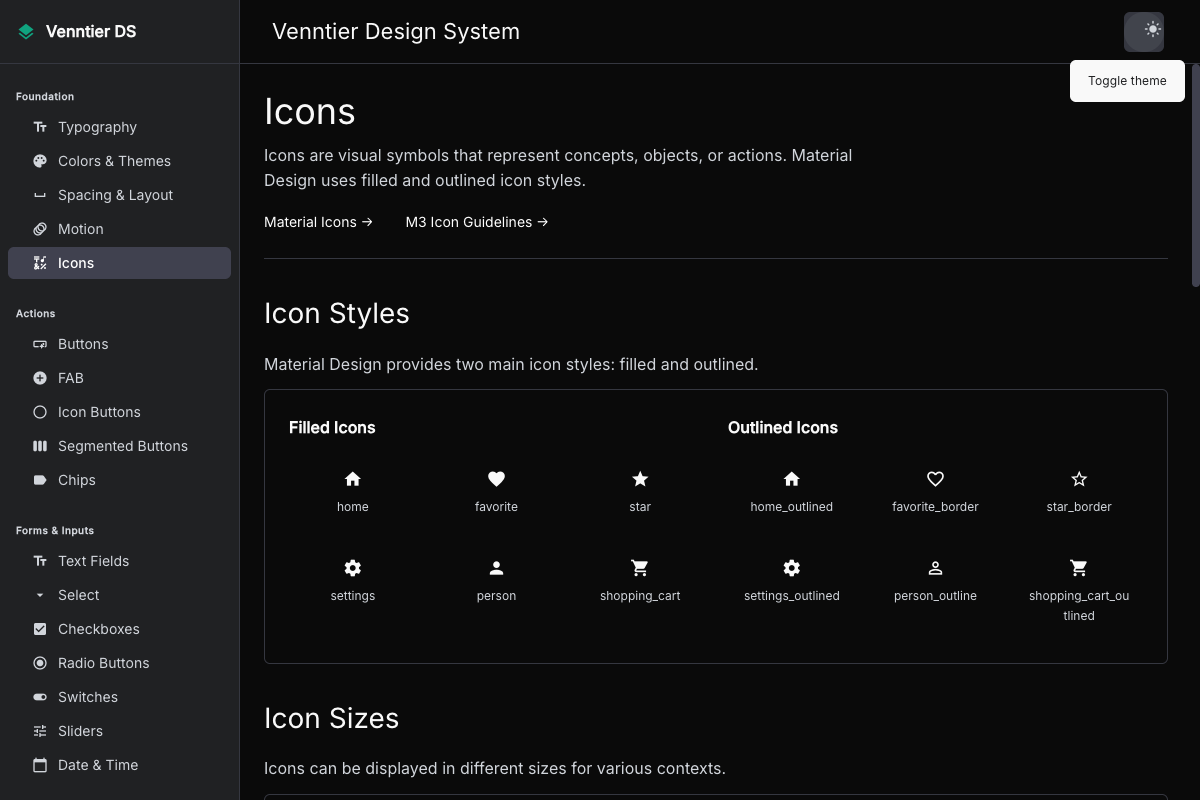 Venntier DS
Venntier Design System
Toggle theme
Foundation
Typography
Colors & Themes
Spacing & Layout
Motion
Icons
Actions
Buttons
FAB
Icon Buttons
Segmented Buttons
Chips
Forms & Inputs
Text Fields
Select
Checkboxes
Radio Buttons
Switches
Sliders
Date & Time
Icons
Icons are visual symbols that represent concepts, objects, or actions. Material
Design uses filled and outlined icon styles.
Material Icons → M3 Icon Guidelines →
Icon Styles
Material Design provides two main icon styles: filled and outlined.
Filled Icons
home favorite star
settings person shopping_cart
Outlined Icons
home_outlined favorite_border star_border
settings_outlined person_outline shopping_cart_ou
tlined
Icon Sizes
Icons can be displayed in different sizes for various contexts.